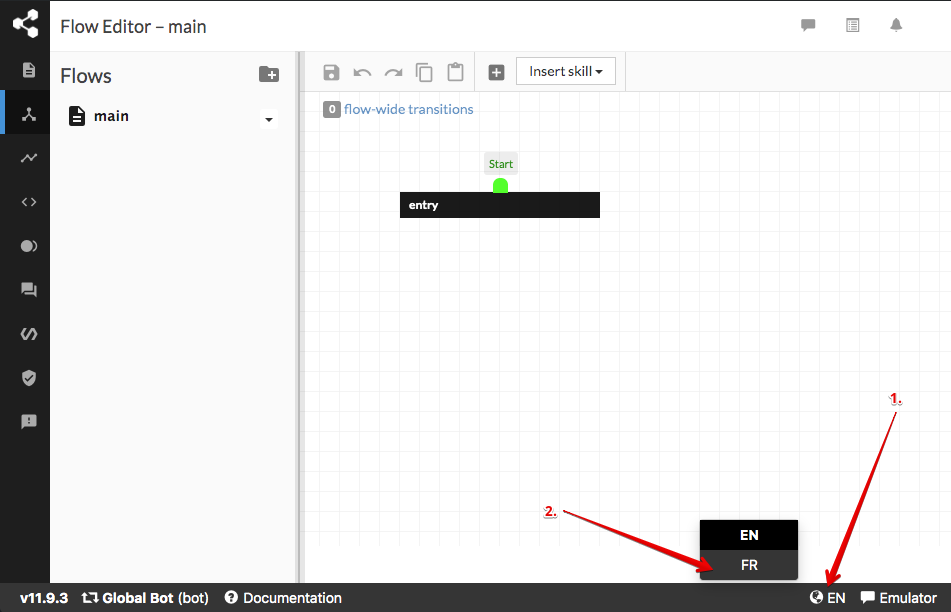 Flow Editor – main
Flows
main
Insert skill
0 flow-wide transitions
Start
entry
1.
2.
EN
FR
v11.9.3 Global Bot (bot) Documentation EN Emulator